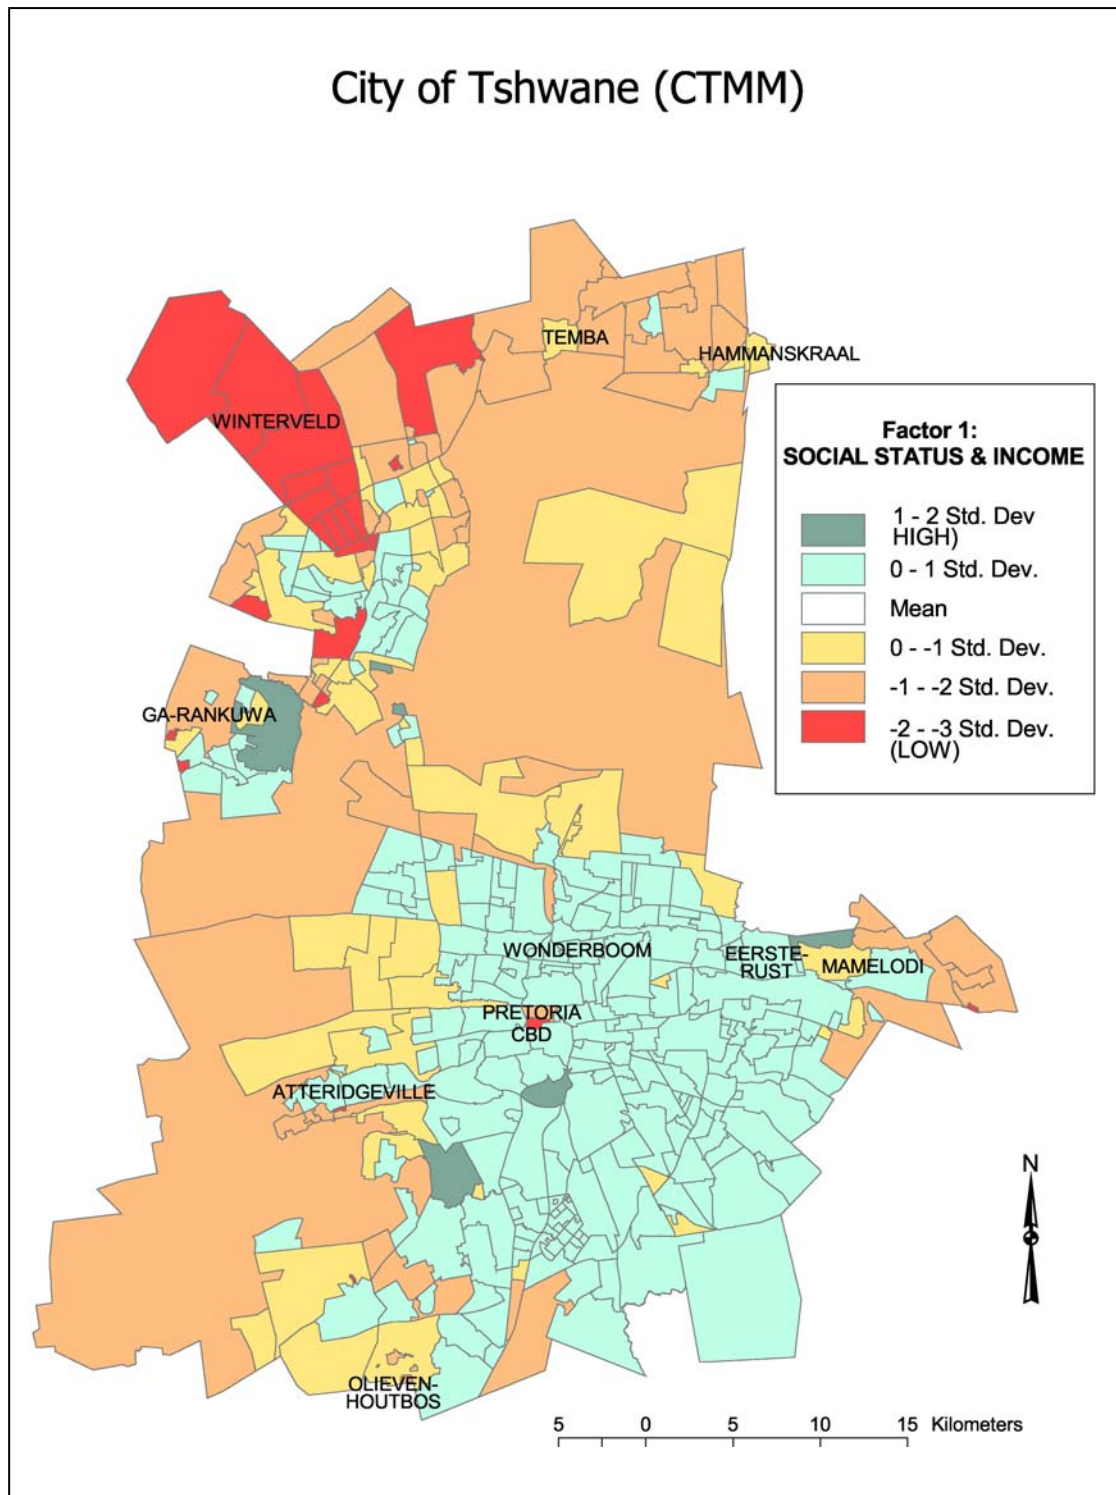 City of Tshwane (CTMM)
TEMBA
HAMMANSKRAAL
WINTERVELD
Factor 1:
SOCIAL STATUS & INCOME
1 - 2 Std. Dev
HIGH)
0 - 1 Std. Dev.
Mean
0 - -1 Std. Dev.
-1 - -2 Std. Dev.
-2 - -3 Std. Dev.
(LOW)
GA-RANKUWA
WONDERBOOM
EERSTE-
RUST
MAMELODI
PRETORIA
CBD
ATTERIDGEVILLE
N
OLIEVEN-
HOUTBOS
5 0 5 10 15 Kilometers